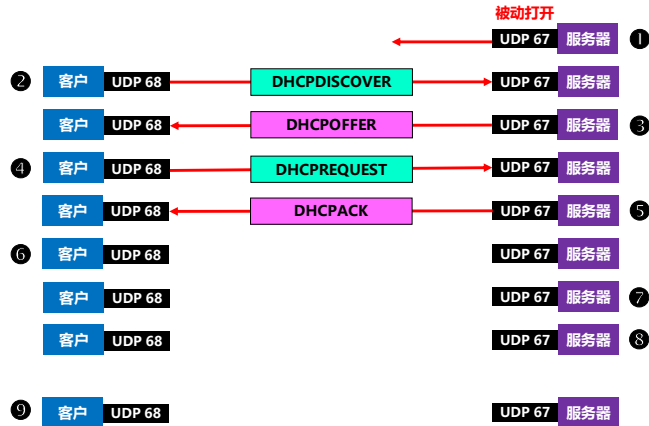 被动打开
UDP 67 服务器 ❶
❷ 客户 UDP 68 DHCPDISCOVER UDP 67 服务器
客户 UDP 68 DHCPOFFER UDP 67 服务器 ❸
❹ 客户 UDP 68 DHCPREQUEST UDP 67 服务器
客户 UDP 68 DHCPACK UDP 67 服务器 ❺
❻ 客户 UDP 68 UDP 67 服务器
客户 UDP 68 UDP 67 服务器 ❼
客户 UDP 68 UDP 67 服务器 ❽
❾ 客户 UDP 68 UDP 67 服务器